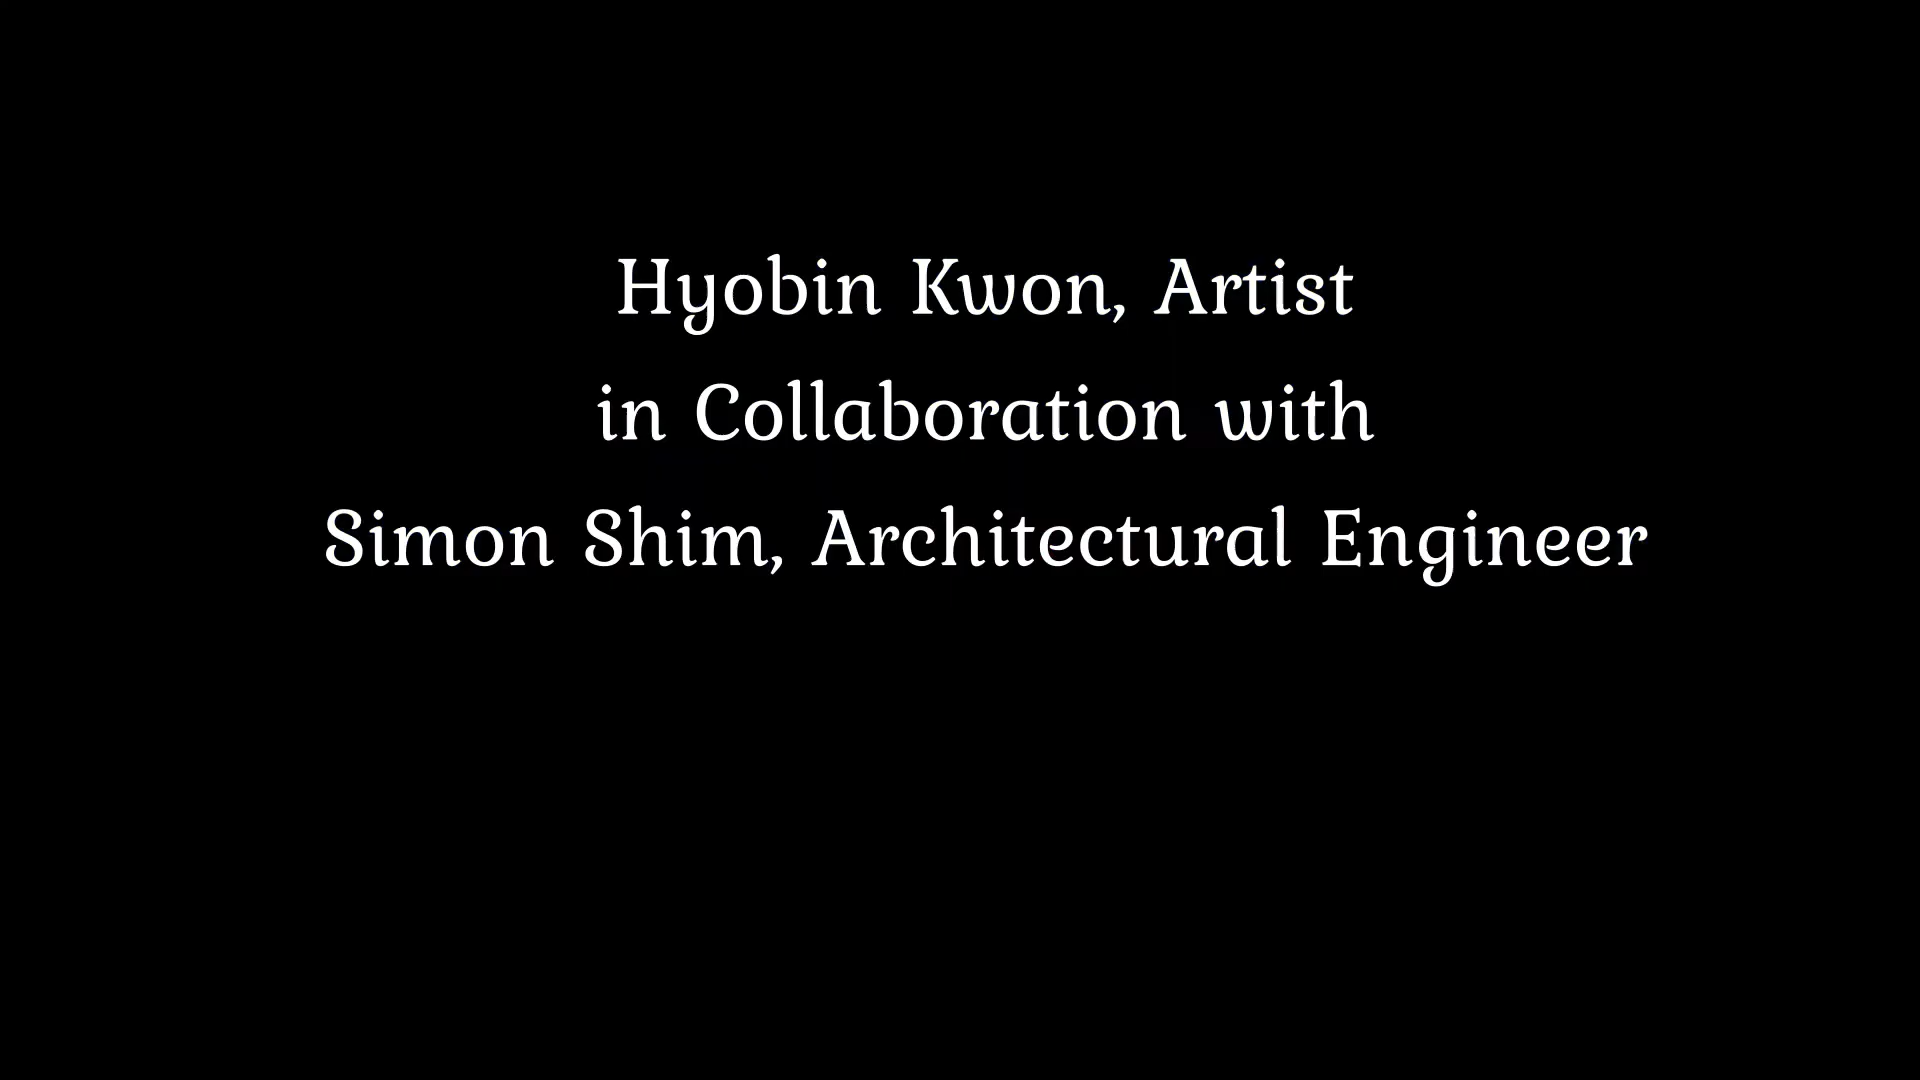 Hyobin Kwon, Artist
in Collaboration with
Simon Shim, Architectural Engineer